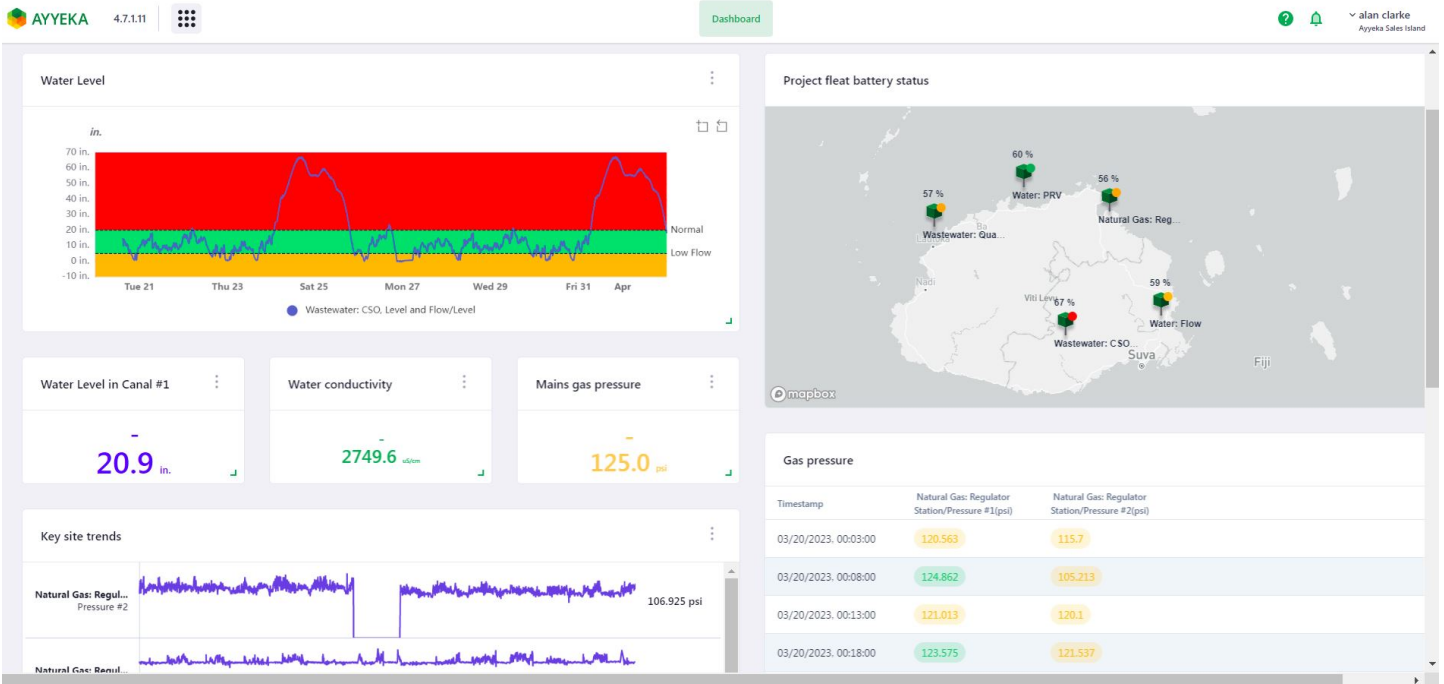 AYYEKA
4.7.1.11
Dashboard
?
alan clarke
Ayyeka Sales Island
Water Level
in.
70 in.
60 in.
50 in.
40 in.
30 in.
20 in.
10 in.
0 in.
-10 in.
Normal
Low Flow
Tue 21 Thu 23 Sat 25 Mon 27 Wed 29 Fri 31 Apr
Wastewater: CSO, Level and Flow/Level
Project fleat battery status
60 %
Water: PRV
56 %
Natural Gas: Reg...
57 %
Wastewater: Qua...
Ba
Lautoka
Nadi
Viti Levu
59 %
Water: Flow
67 %
Wastewater: CSO...
Suva
Fiji
mapbox
Water Level in Canal #1
-
20.9 in.
Water conductivity
-
2749.6 uS/cm
Mains gas pressure
-
125.0 psi
Key site trends
Natural Gas: Regul...
Pressure #2
106.925 psi
Natural Gas: Regul...
Gas pressure
Timestamp
Natural Gas: Regulator
Station/Pressure #1(psi)
Natural Gas: Regulator
Station/Pressure #2(psi)
03/20/2023. 00:03:00 120.563 115.7
03/20/2023. 00:08:00 124.862 105.213
03/20/2023. 00:13:00 121.013 120.1
03/20/2023. 00:18:00 123.575 121.537